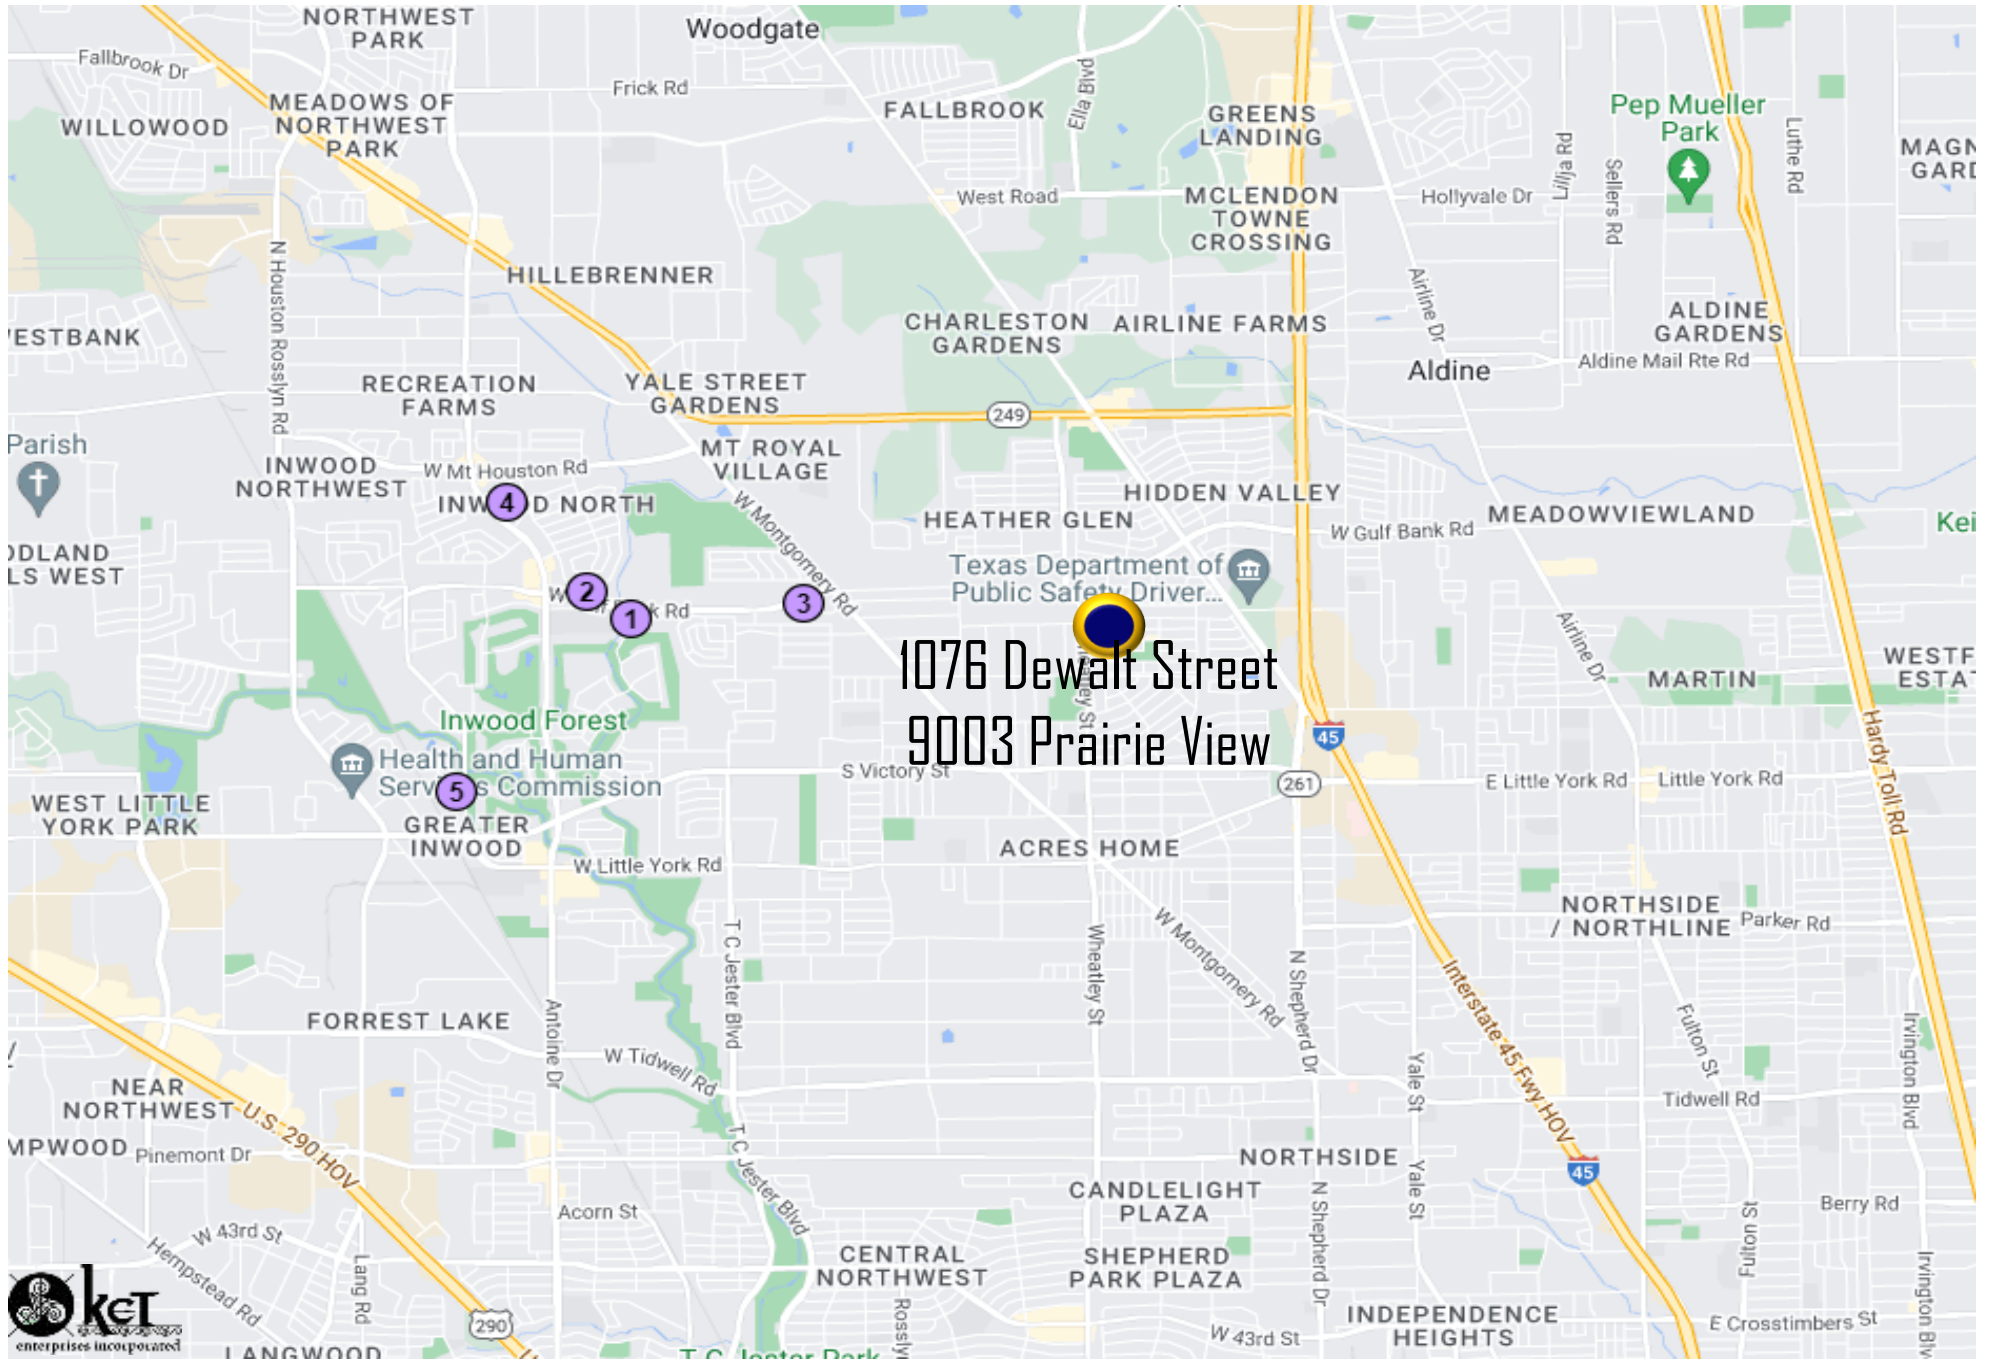 NORTHWEST
PARK
Woodgate
Fallbrook Dr
Frick Rd
Ella Blvd
MEADOWS OF
NORTHWEST
PARK
WILLOWOOD
FALLBROOK
GREENS
LANDING
Pep Mueller
Park
Luthe Rd
Lillja Rd
Sellers Rd
MAGN
GARD
West Road
MCLENDON
TOWNE
CROSSING
Hollyvale Dr
N Houston Rosslyn Rd
HILLEBRENNER
Airline Dr
ESTBANK
CHARLESTON
GARDENS
AIRLINE FARMS
ALDINE
GARDENS
Aldine
Aldine Mail Rte Rd
RECREATION
FARMS
YALE STREET
GARDENS
249
Parish
INWOOD
NORTHWEST
W Mt Houston Rd
MT ROYAL
VILLAGE
4
INW D NORTH
W Montgomery Rd
HIDDEN VALLEY
HEATHER GLEN
W Gulf Bank Rd
MEADOWVIEWLAND
Kei
ODLAND
LS WEST
Texas Department of
Public Safety Driver...
2
1
3
k Rd
1076 Dewalt Street
9003 Prairie View
Airline Dr
MARTIN
WESTF
ESTA
Hardy Toll Rd
Inwood Forest
Health and Human
Serv s Commission
5
45
S Victory St
261
E Little York Rd
Little York Rd
WEST LITTLE
YORK PARK
GREATER
INWOOD
W Little York Rd
ACRES HOME
NORTHSIDE
/ NORTHLINE
Parker Rd
T C Jester Blvd
Wheatley St
W Montgomery Rd
N Shepherd Dr
Interstate 45 Fwy HOV
Fulton St
Irvington Blvd
FORREST LAKE
Antoine Dr
W Tidwell Rd
Yale St
Tidwell Rd
NEAR
NORTHWEST
U.S. 290 HOV
MPWOOD
Pinemont Dr
T C Jester Blvd
NORTHSIDE
Yale St
45
CANDLELIGHT
PLAZA
N Shepherd Dr
Berry Rd
Acorn St
W 43rd St
Hempstead Rd
Lang Rd
CENTRAL
NORTHWEST
SHEPHERD
PARK PLAZA
Fulton St
Irvington Blv
Rosslyn
290
W 43rd St
INDEPENDENCE
HEIGHTS
E Crosstimbers St
kct
enterprises incorporated
LANGWOOD
T C Jester Park